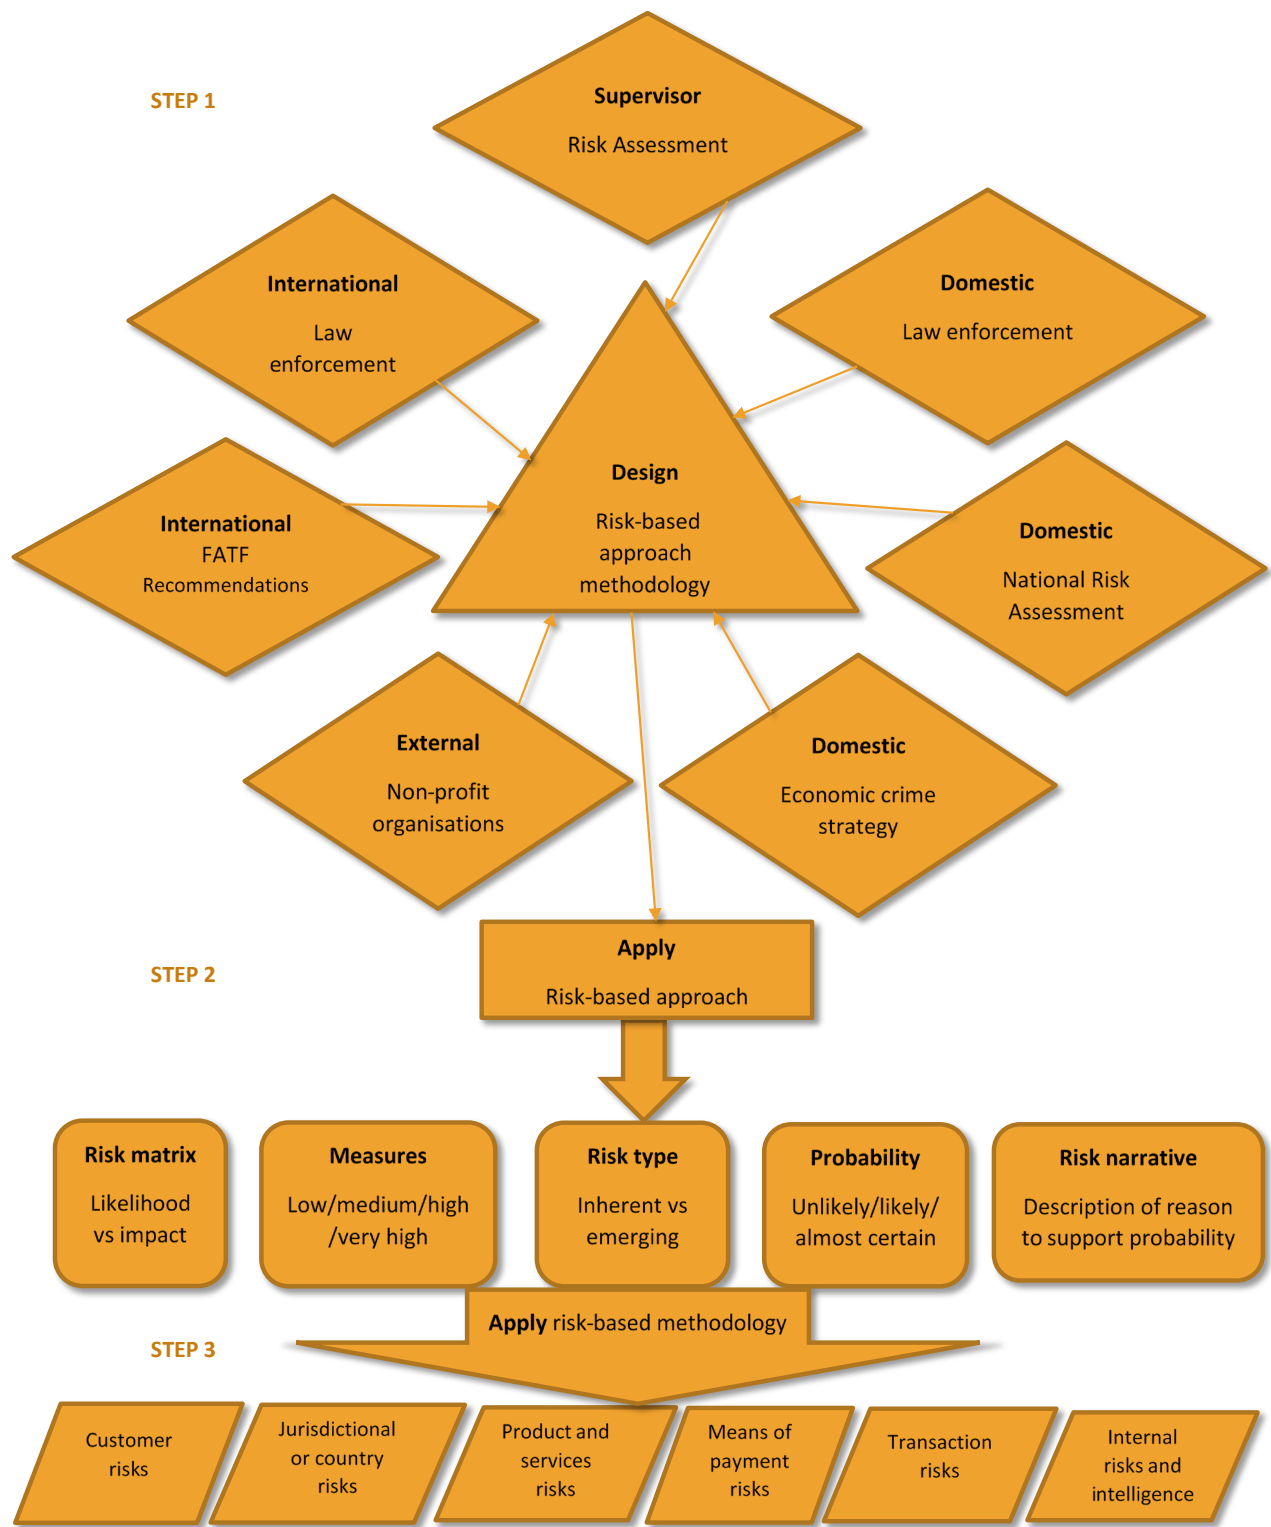 STEP 1
Supervisor
Risk Assessment
International
Law
enforcement
Domestic
Law enforcement
Design
Risk-based
approach
methodology
International
FATF
Recommendations
Domestic
National Risk
Assessment
External
Non-profit
organisations
Domestic
Economic crime
strategy
STEP 2
Apply
Risk-based approach
Risk matrix
Likelihood
vs impact
Measures
Low/medium/high
/very high
Risk type
Inherent vs
emerging
Probability
Unlikely/likely/
almost certain
Risk narrative
Description of reason
to support probability
STEP 3
Apply risk-based methodology
Customer
risks
Jurisdictional
or country
risks
Product and
services
risks
Means of
payment
risks
Transaction
risks
Internal
risks and
intelligence